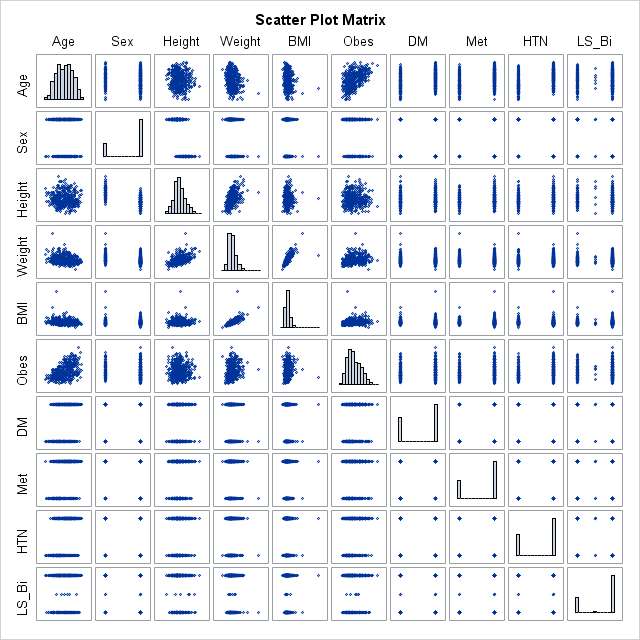 Scatter Plot Matrix
Age Sex Height Weight BMI Obes DM Met HTN LS_Bi
Age
Sex
Height
Weight
BMI
Obes
DM
Met
HTN
LS_Bi